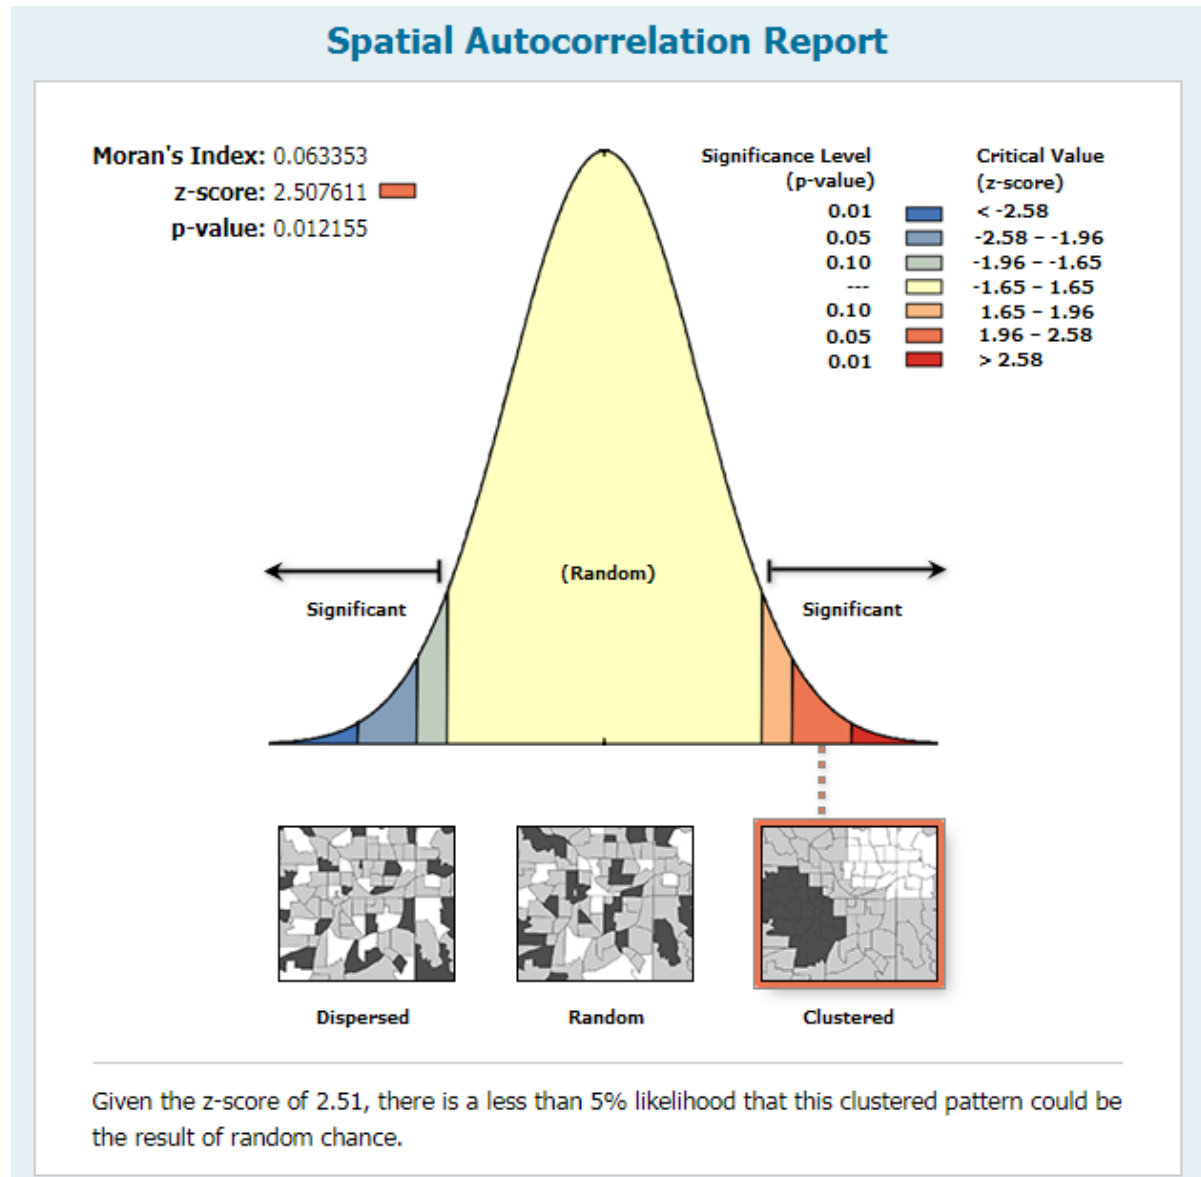 Spatial Autocorrelation Report
Moran's Index: 0.063353
z-score: 2.507611
p-value: 0.012155
Significance Level Critical Value
(p-value) (z-score)
0.01 < -2.58
0.05 -2.58 – -1.96
0.10 -1.96 – -1.65
--- -1.65 – 1.65
0.10 1.65 – 1.96
0.05 1.96 – 2.58
0.01 > 2.58
(Random)
Significant Significant
Dispersed Random Clustered
Given the z-score of 2.51, there is a less than 5% likelihood that this clustered pattern could be
the result of random chance.